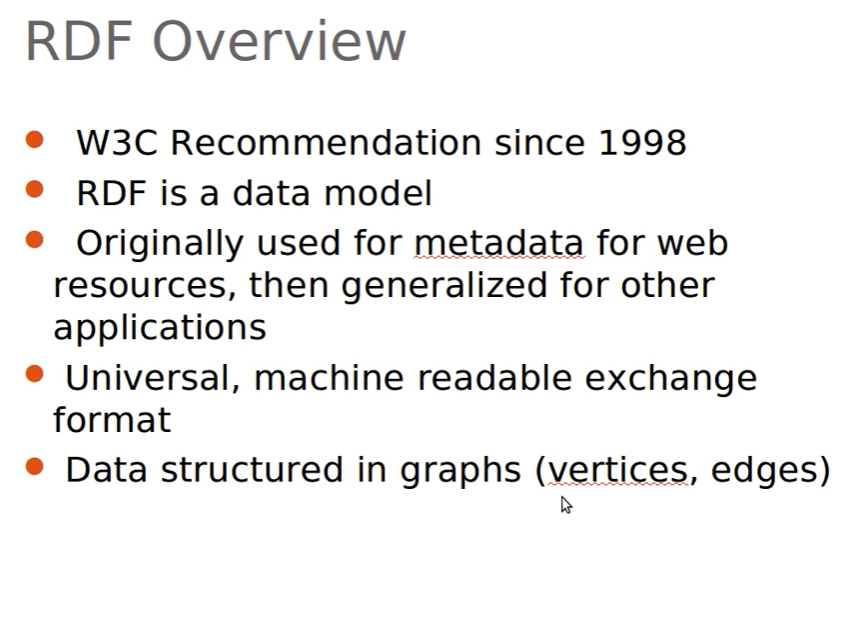 RDF Overview
W3C Recommendation since 1998
RDF is a data model
Originally used for metadata for web
resources, then generalized for other
applications
Universal, machine readable exchange
format
Data structured in graphs (vertices, edges)